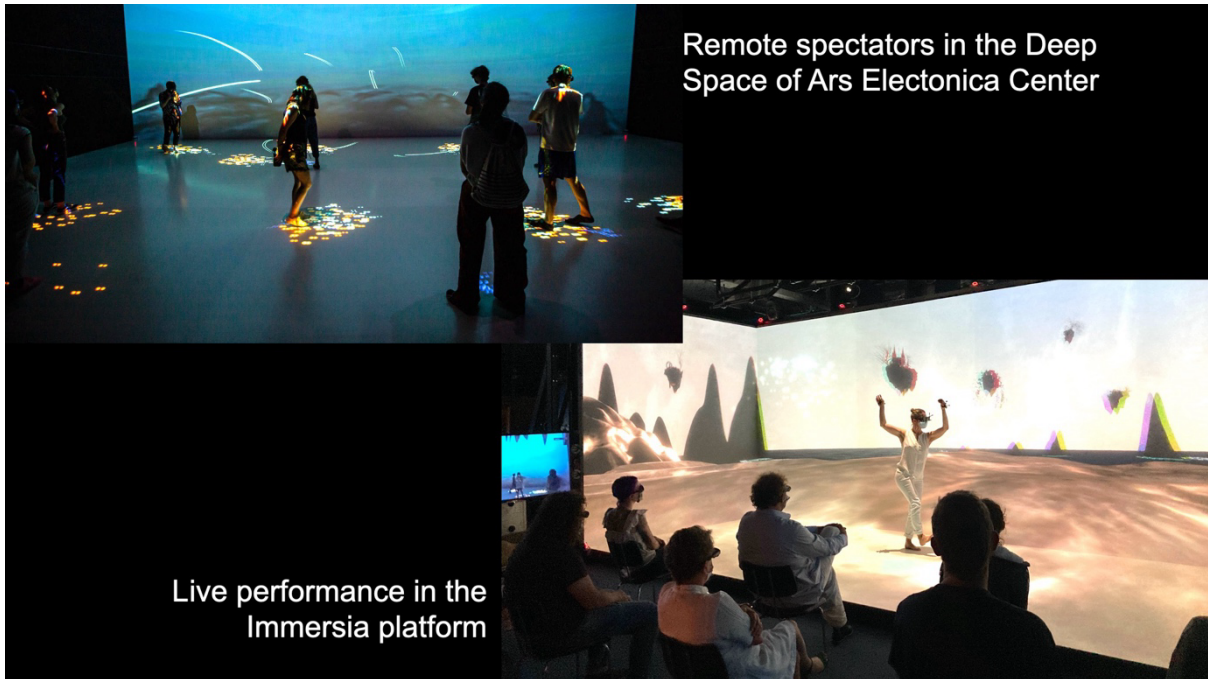 Remote spectators in the Deep
Space of Ars Electonica Center
Live performance in the
Immersia platform